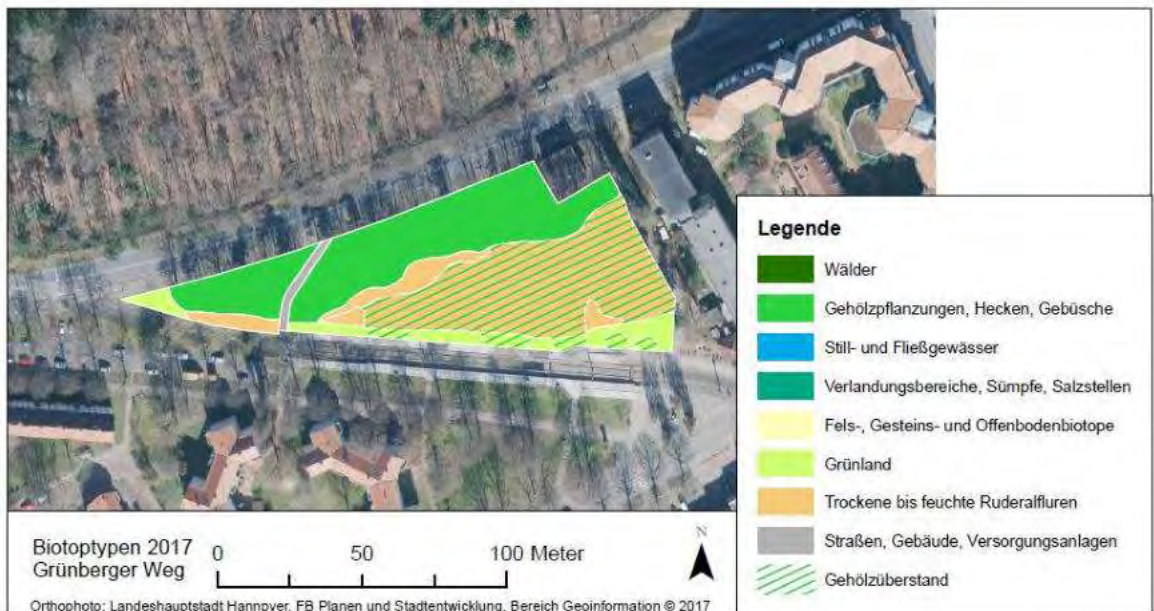 Legende
Wälder
Gehölzpflanzungen, Hecken, Gebüsche
Still- und Fließgewässer
Verlandungsbereiche, Sümpfe, Salzstellen
Fels-, Gesteins- und Offenbodenbiotope
Grünland
Trockene bis feuchte Ruderalfluren
Straßen, Gebäude, Versorgungsanlagen
Gehölzüberstand
Biotoptypen 2017
Grünberger Weg
0 50 100 Meter
N
Orthophoto: Landeshauptstadt Hannover, FB Planen und Stadtentwicklung, Bereich Geoinformation © 2017